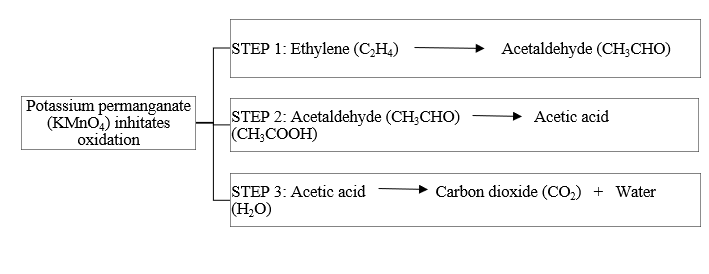 STEP 1: Ethylene (C₂H₄) ⟶ Acetaldehyde (CH₃CHO)
Potassium permanganate
(KMnO₄) inhitates
oxidation
STEP 2: Acetaldehyde (CH₃CHO) ⟶ Acetic acid
(CH₃COOH)
STEP 3: Acetic acid ⟶ Carbon dioxide (CO₂) + Water
(H₂O)